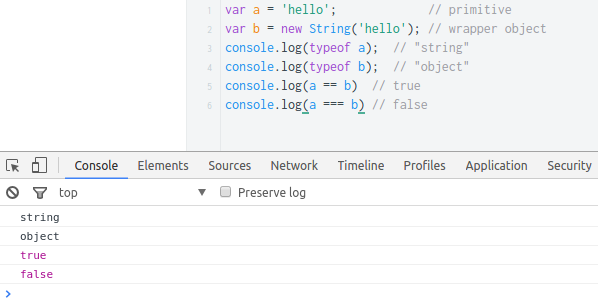 1 var a = 'hello'; // primitive
2 var b = new String('hello'); // wrapper object
3 console.log(typeof a); // "string"
4 console.log(typeof b); // "object"
5 console.log(a == b) // true
6 console.log(a === b) // false
Console Elements Sources Network Timeline Profiles Application Security
top Preserve log
string
object
true
false